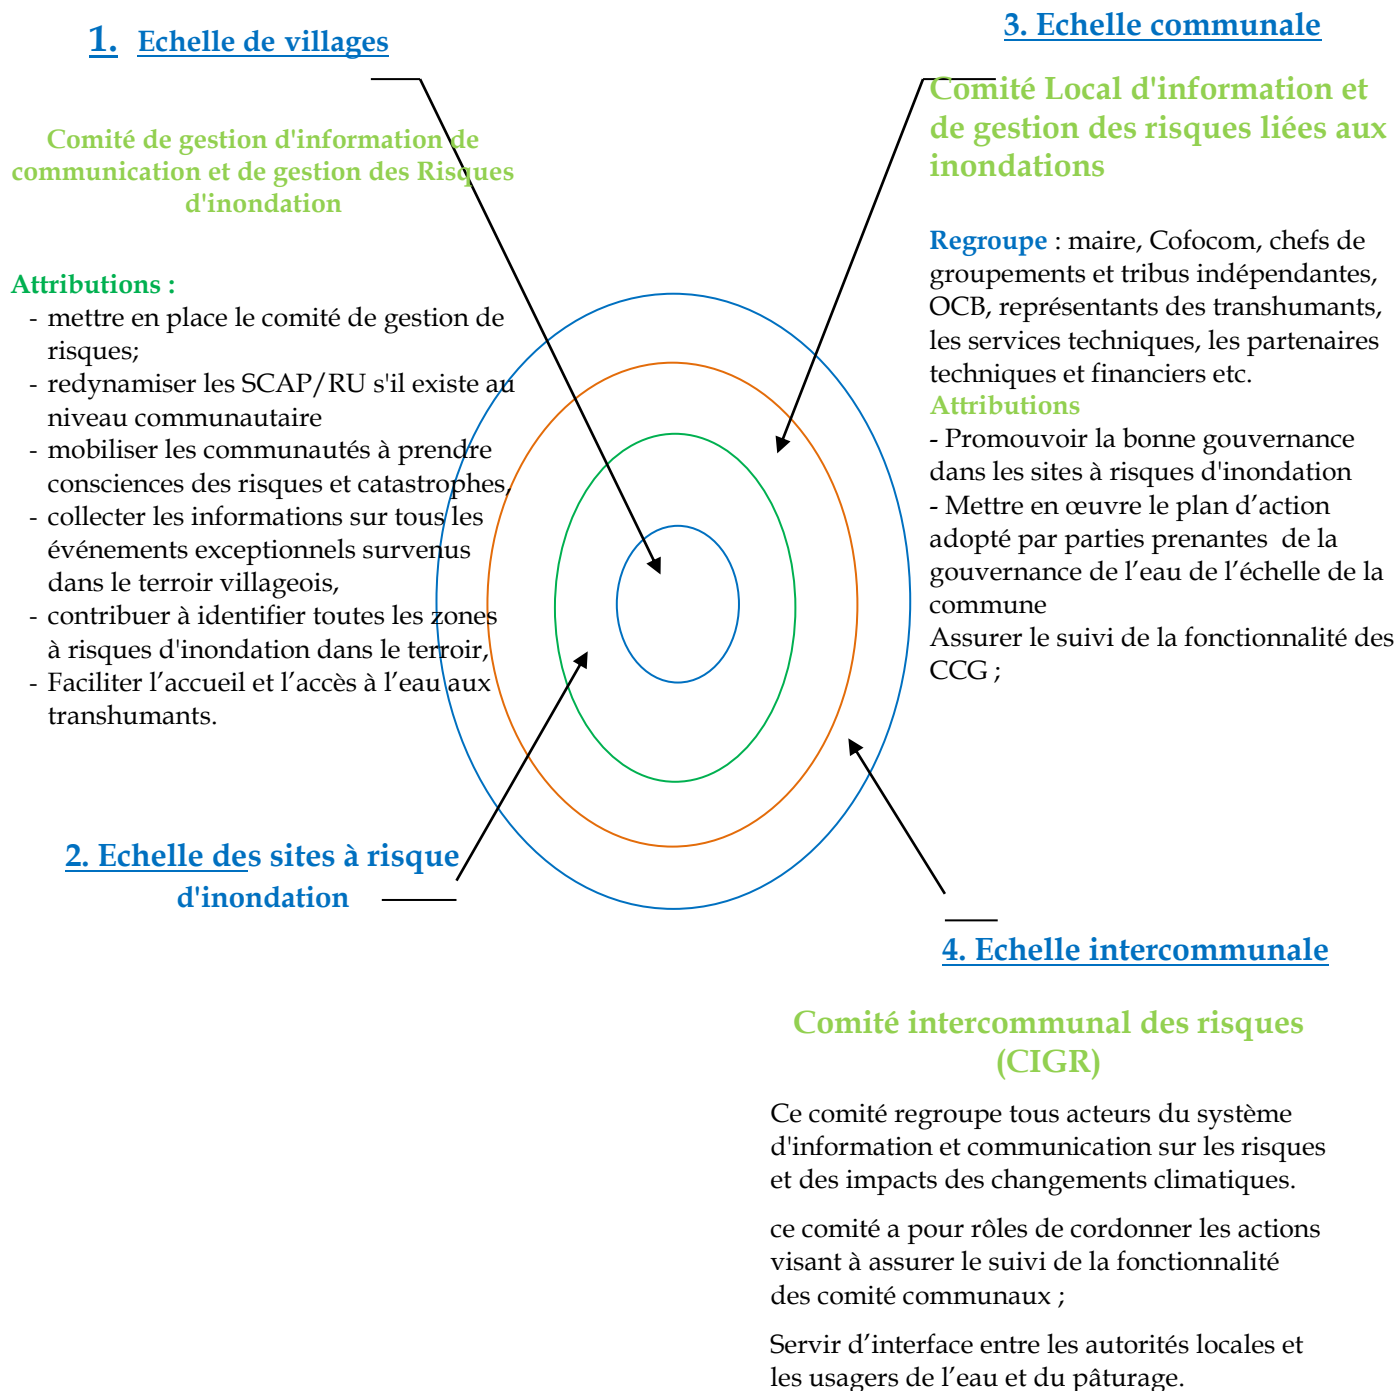 1. Echelle de villages
Comité de gestion d'information de
communication et de gestion des Risques
d'inondation
Attributions :
- mettre en place le comité de gestion de
risques;
- redynamiser les SCAP/RU s'il existe au
niveau communautaire
- mobiliser les communautés à prendre
consciences des risques et catastrophes,
- collecter les informations sur tous les
événements exceptionnels survenus
dans le terroir villageois,
- contribuer à identifier toutes les zones
à risques d'inondation dans le terroir,
- Faciliter l’accueil et l’accès à l’eau aux
transhumants.
2. Echelle des sites à risque
d'inondation
3. Echelle communale
Comité Local d'information et
de gestion des risques liées aux
inondations
Regroupe : maire, Cofocom, chefs de
groupements et tribus indépendantes,
OCB, représentants des transhumants,
les services techniques, les partenaires
techniques et financiers etc.
Attributions
- Promouvoir la bonne gouvernance
dans les sites à risques d'inondation
- Mettre en œuvre le plan d’action
adopté par parties prenantes de la
gouvernance de l’eau de l’échelle de la
commune
Assurer le suivi de la fonctionnalité des
CCG ;
4. Echelle intercommunale
Comité intercommunal des risques
(CIGR)
Ce comité regroupe tous acteurs du système
d'information et communication sur les risques
et des impacts des changements climatiques.
ce comité a pour rôles de cordonner les actions
visant à assurer le suivi de la fonctionnalité
des comité communaux ;
Servir d’interface entre les autorités locales et
les usagers de l’eau et du pâturage.